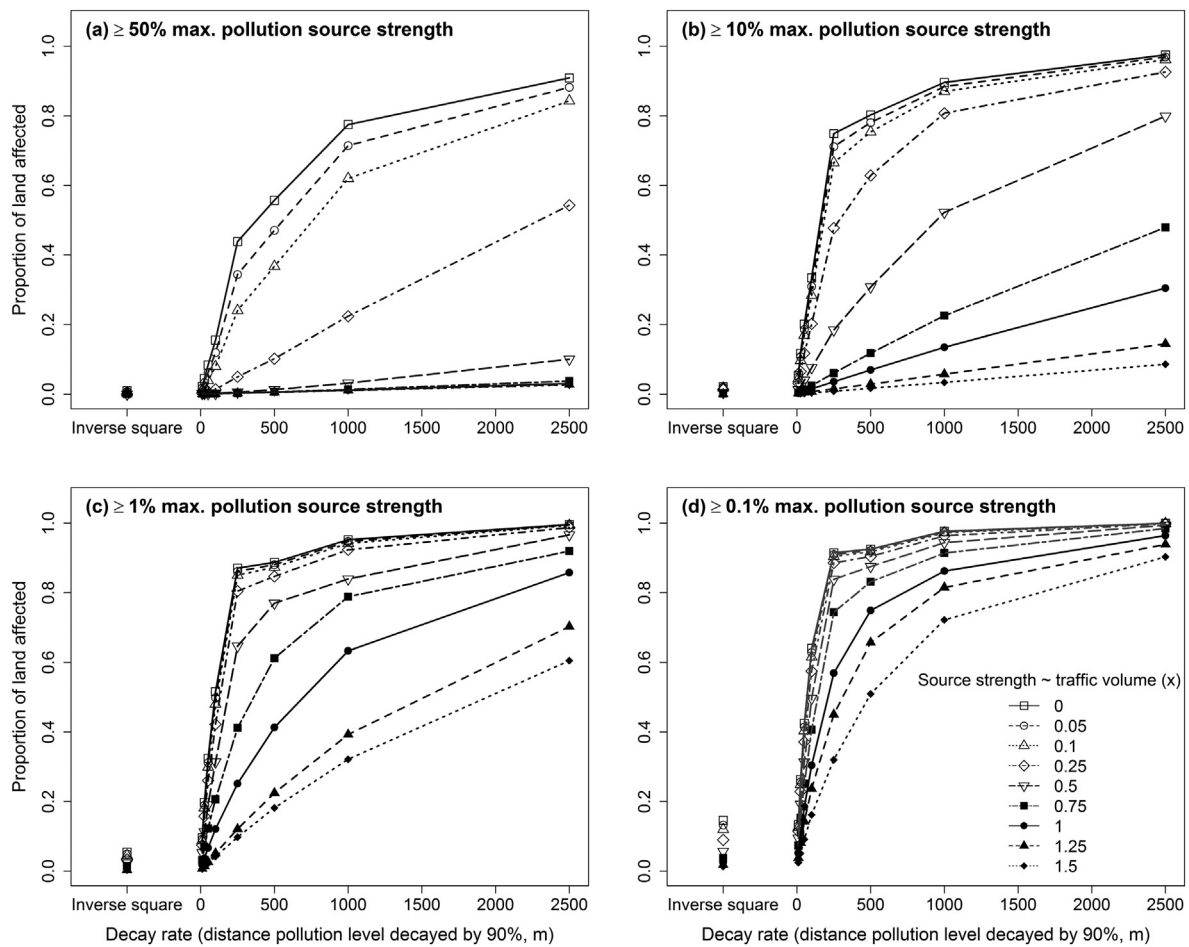 (a) ≥ 50% max. pollution source strength
(b) ≥ 10% max. pollution source strength
Proportion of land affected
1.0
0.8
0.6
0.4
0.2
0.0
1.0
0.8
0.6
0.4
0.2
0.0
Inverse square 0 500 1000 1500 2000 2500
Inverse square 0 500 1000 1500 2000 2500
(c) ≥ 1% max. pollution source strength
(d) ≥ 0.1% max. pollution source strength
Proportion of land affected
1.0
0.8
0.6
0.4
0.2
0.0
1.0
0.8
0.6
0.4
0.2
0.0
Source strength ~ traffic volume (x)
0
0.05
0.1
0.25
0.5
0.75
1
1.25
1.5
Inverse square 0 500 1000 1500 2000 2500
Inverse square 0 500 1000 1500 2000 2500
Decay rate (distance pollution level decayed by 90%, m)
Decay rate (distance pollution level decayed by 90%, m)